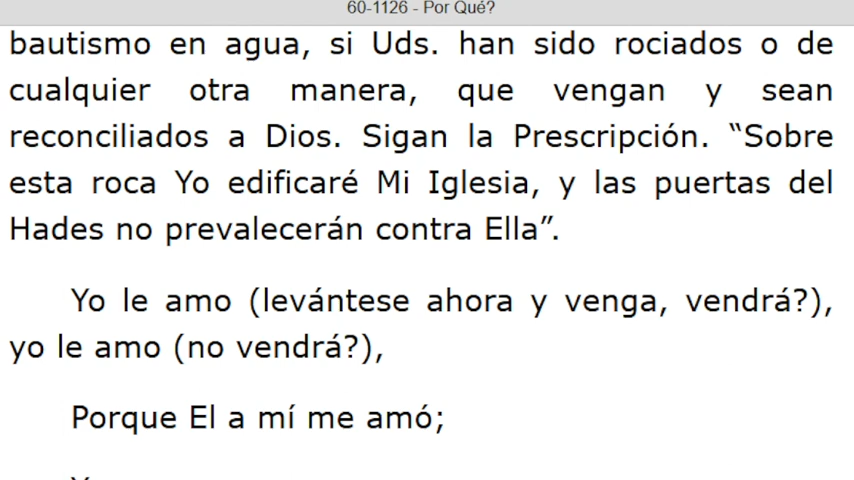 60-1126 - Por Qué?
bautismo en agua, si Uds. han sido rociados o de
cualquier otra manera, que vengan y sean
reconciliados a Dios. Sigan la Prescripción. “Sobre
esta roca Yo edificaré Mi Iglesia, y las puertas del
Hades no prevalecerán contra Ella”.
Yo le amo (levántese ahora y venga, vendrá?),
yo le amo (no vendrá?),
Porque El a mí me amó;